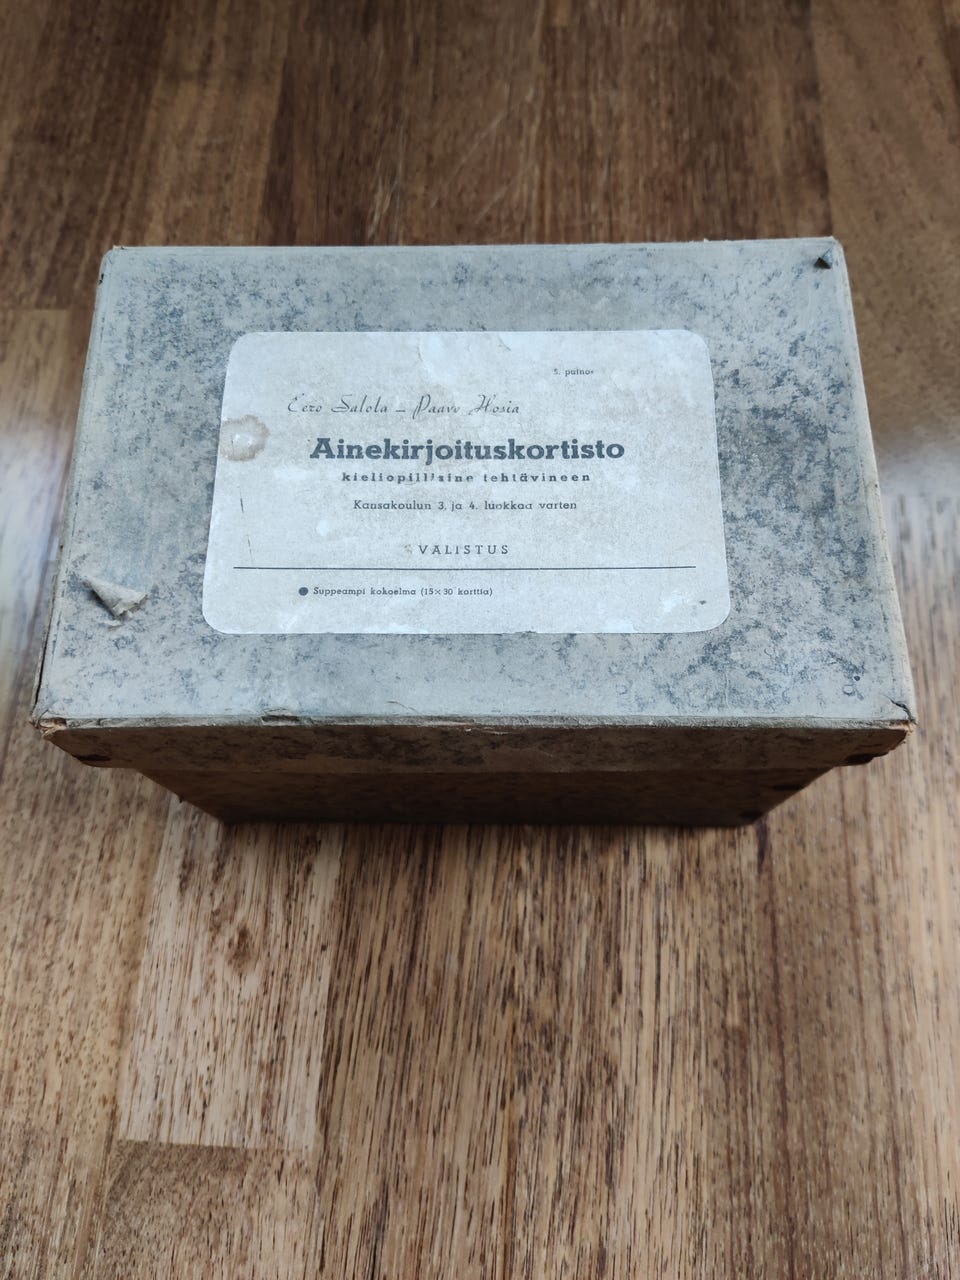 5. painos
Eero Salola – Paavo Hosia
Ainekirjoituskortisto
kieliopillisine tehtävineen
Kansakoulun 3. ja 4. luokkaa varten
VALISTUS
● Suppeampi kokoelma (15×30 korttia)